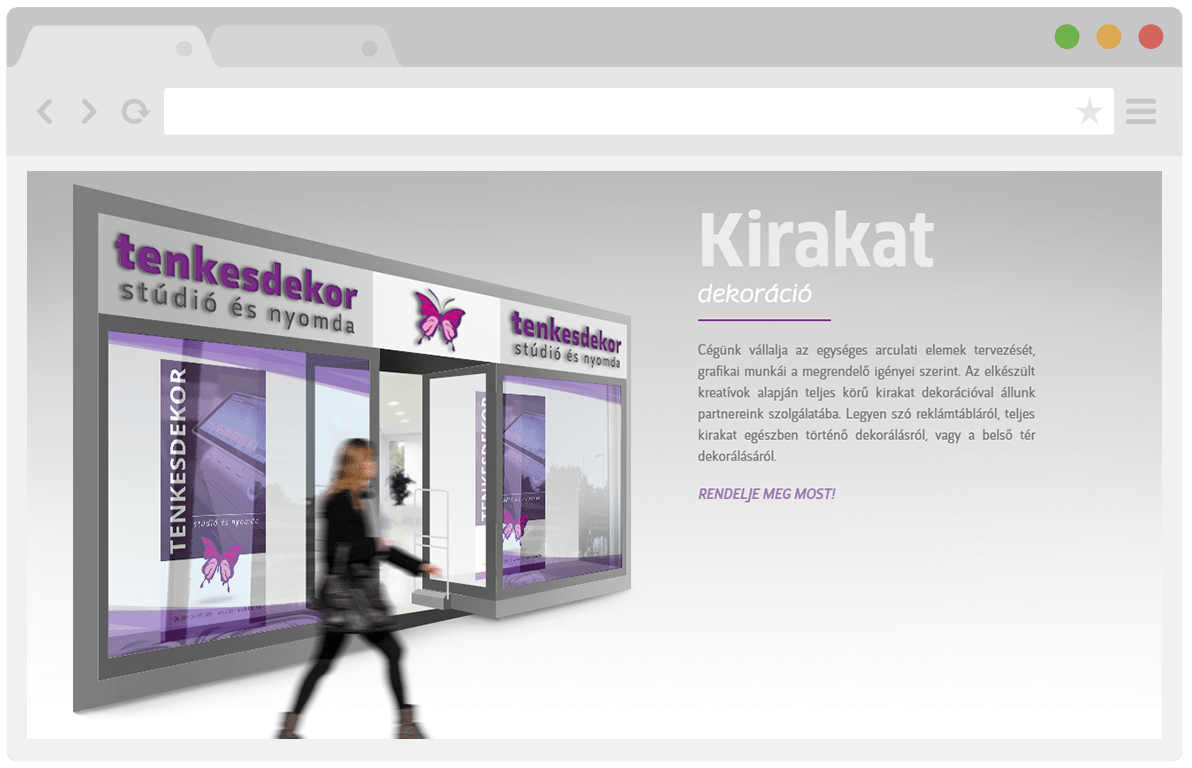 tenkesdekor
stúdió és nyomda
tenkesdekor
stúdió és nyomda
TENKESDEKOR
stúdió és nyomda
TENKESDEKOR
Kirakat
dekoráció
Cégünk vállalja az egységes arculati elemek tervezését,
grafikai munkái a megrendelő igényei szerint. Az elkészült
kreatívok alapján teljes körű kirakat dekorációval állunk
partnereink szolgálatába. Legyen szó reklámtábláról, teljes
kirakat egészben történő dekorálásról, vagy a belső tér
dekorálásáról.
RENDELJE MEG MOST!